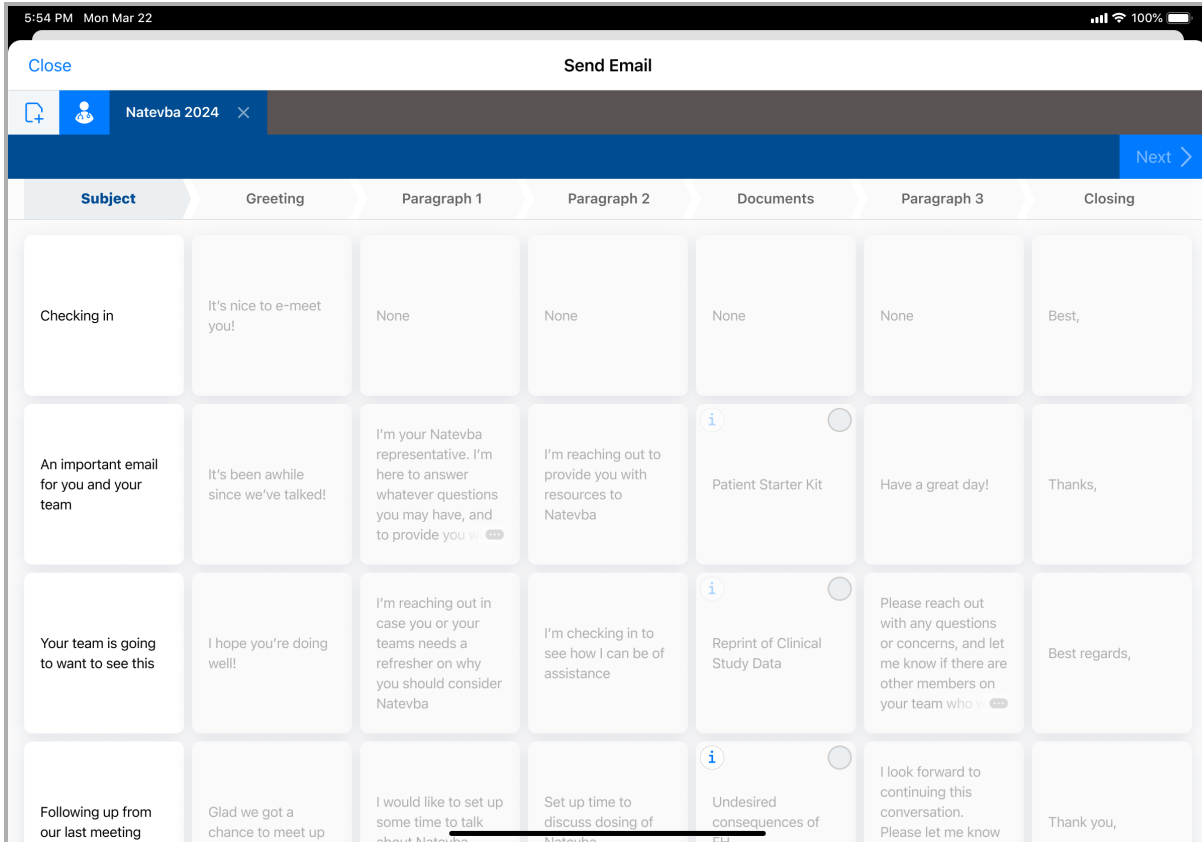 5:54 PM Mon Mar 22
100%
Close
Send Email
Natevba 2024
Next
Subject
Greeting
Paragraph 1
Paragraph 2
Documents
Paragraph 3
Closing
Checking in
It's nice to e-meet
you!
None
None
None
None
Best,
An important email
for you and your
team
It's been awhile
since we've talked!
I'm your Natevba
representative. I'm
here to answer
whatever questions
you may have, and
to provide you
I'm reaching out to
provide you with
resources to
Natevba
Patient Starter Kit
Have a great day!
Thanks,
Your team is going
to want to see this
I hope you're doing
well!
I'm reaching out in
case you or your
teams needs a
refresher on why
you should consider
Natevba
I'm checking in to
see how I can be of
assistance
Reprint of Clinical
Study Data
Please reach out
with any questions
or concerns, and let
me know if there are
other members on
your team who
Best regards,
Following up from
our last meeting
Glad we got a
chance to meet up
I would like to set up
some time to talk
about Natevba
Set up time to
discuss dosing of
Natevba
Undesired
consequences of
FH
I look forward to
continuing this
conversation.
Please let me know
Thank you,